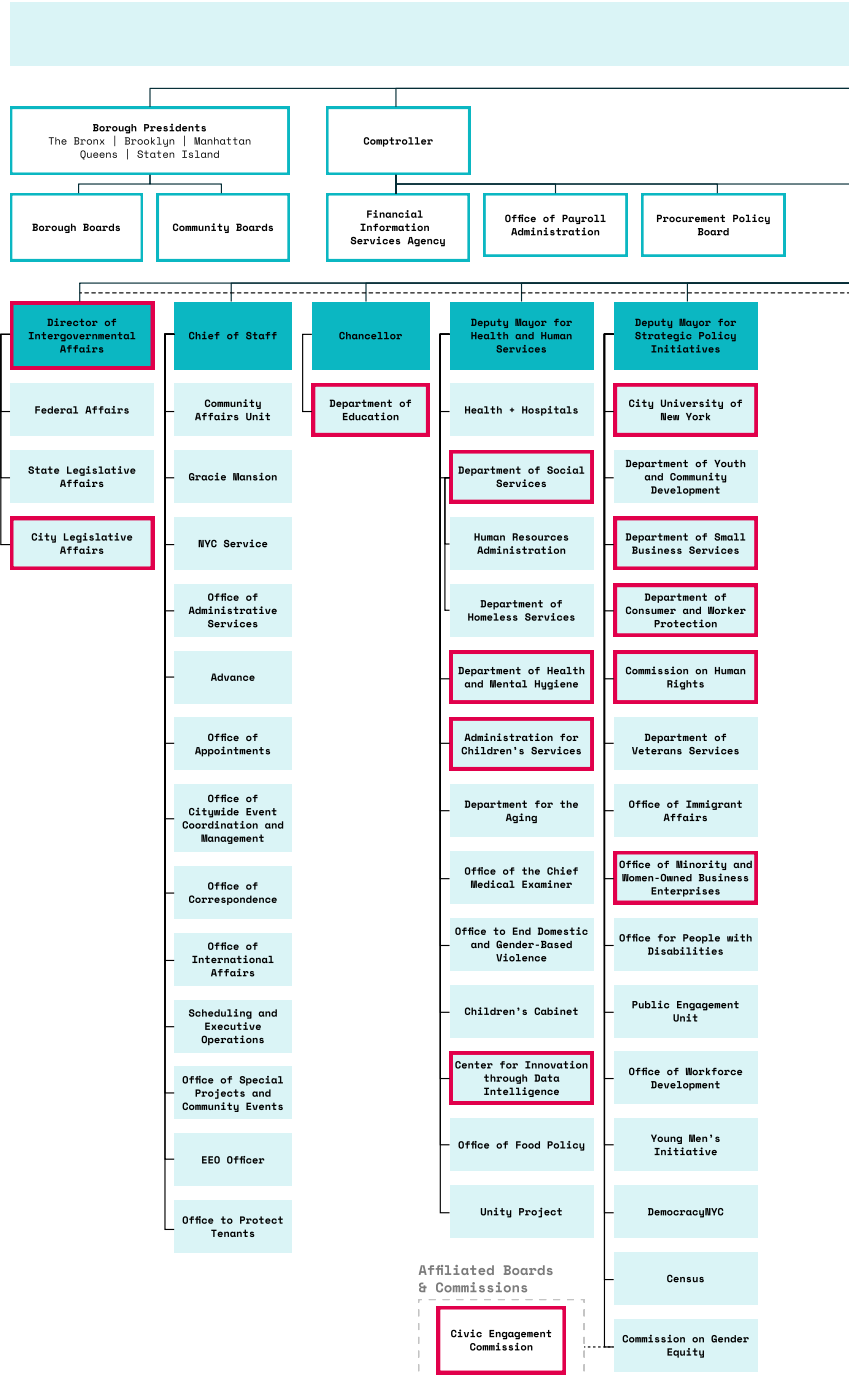 Borough Presidents
The Bronx | Brooklyn | Manhattan
Queens | Staten Island
Comptroller
Borough Boards
Community Boards
Financial
Information
Services Agency
Office of Payroll
Administration
Procurement Policy
Board
Director of
Intergovernmental
Affairs
Federal Affairs
State Legislative
Affairs
City Legislative
Affairs
Chief of Staff
Community
Affairs Unit
Gracie Mansion
NYC Service
Office of
Administrative
Services
Advance
Office of
Appointments
Office of
Citywide Event
Coordination and
Management
Office of
Correspondence
Office of
International
Affairs
Scheduling and
Executive
Operations
Office of Special
Projects and
Community Events
EEO Officer
Office to Protect
Tenants
Chancellor
Department of
Education
Deputy Mayor for
Health and Human
Services
Health + Hospitals
Department of Social
Services
Human Resources
Administration
Department of
Homeless Services
Department of Health
and Mental Hygiene
Administration for
Children's Services
Department for the
Aging
Office of the Chief
Medical Examiner
Office to End Domestic
and Gender-Based
Violence
Children's Cabinet
Center for Innovation
through Data
Intelligence
Office of Food Policy
Unity Project
Affiliated Boards
& Commissions
Civic Engagement
Commission
Deputy Mayor for
Strategic Policy
Initiatives
City University of
New York
Department of Youth
and Community
Development
Department of Small
Business Services
Department of
Consumer and Worker
Protection
Commission on Human
Rights
Department of
Veterans Services
Office of Immigrant
Affairs
Office of Minority and
Women-Owned Business
Enterprises
Office for People with
Disabilities
Public Engagement
Unit
Office of Workforce
Development
Young Men's
Initiative
DemocracyNYC
Census
Commission on Gender
Equity